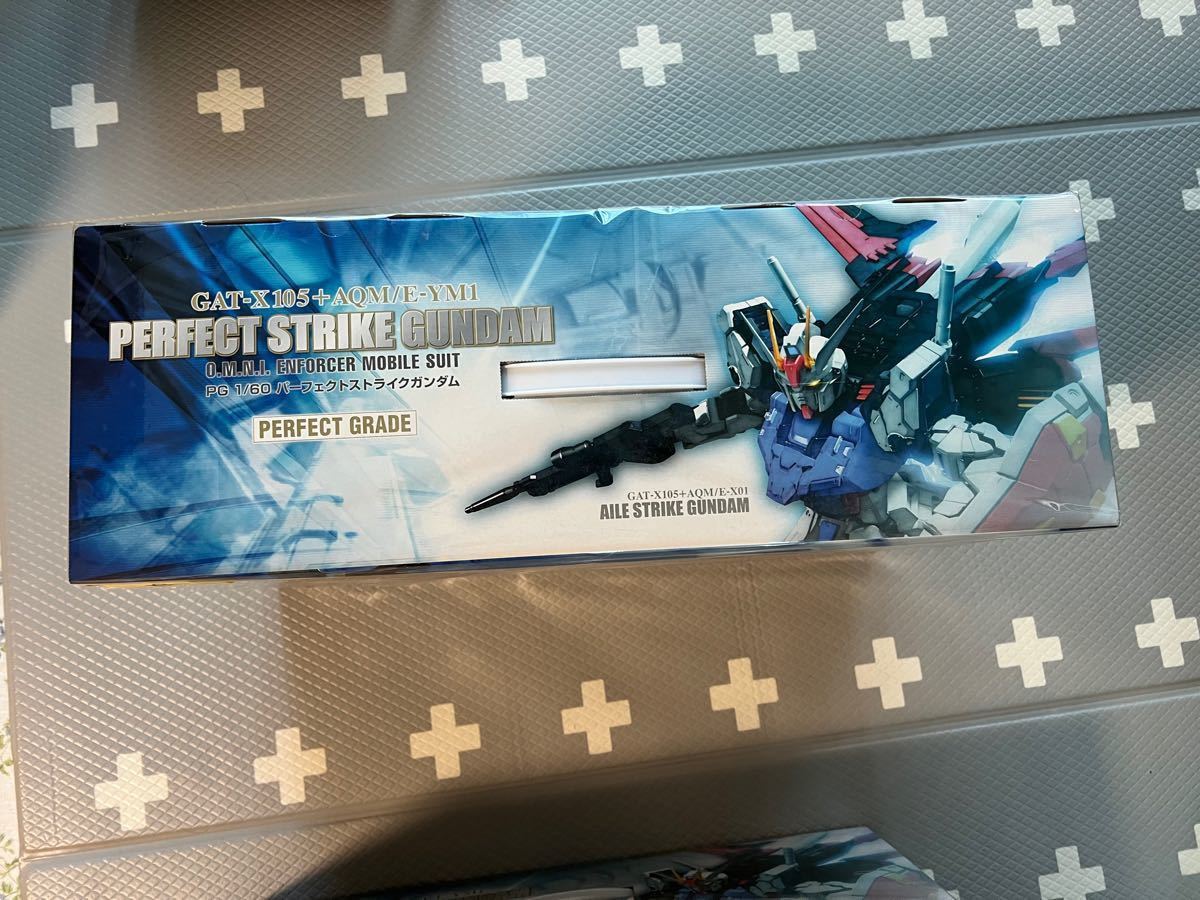 GAT-X105+AQM/E-YM1
PERFECT STRIKE GUNDAM
O.M.N.I. ENFORCER MOBILE SUIT
PG 1/60 パーフェクトストライクガンダム
PERFECT GRADE
GAT-X105+AQM/E-X01
AILE STRIKE GUNDAM